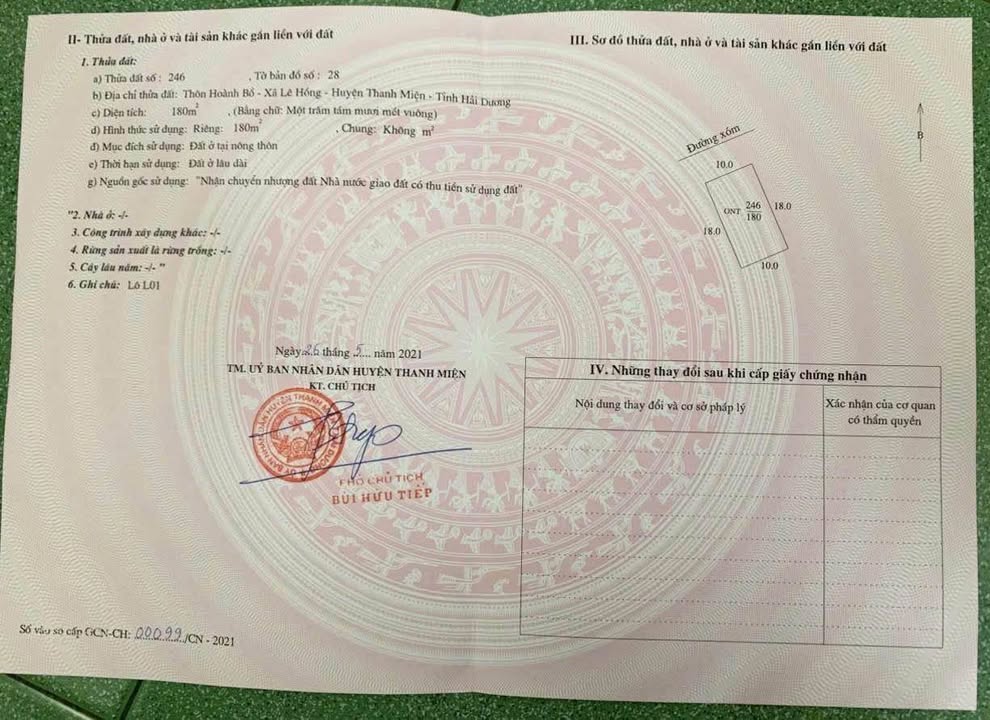 II- Thửa đất, nhà ở và tài sản khác gắn liền với đất
1. Thửa đất:
a) Thửa đất số : 246 , Tờ bản đồ số : 28
b) Địa chỉ thửa đất: Thôn Hoành Bồ - Xã Lê Hồng - Huyện Thanh Miện - Tỉnh Hải Dương
c) Diện tích: 180m² , (Bằng chữ: Một trăm tám mươi mét vuông)
d) Hình thức sử dụng: Riêng: 180m² , Chung: Không m²
đ) Mục đích sử dụng: Đất ở tại nông thôn
e) Thời hạn sử dụng: Đất ở lâu dài
g) Nguồn gốc sử dụng: "Nhận chuyển nhượng đất Nhà nước giao đất có thu tiền sử dụng đất"
"2. Nhà ở: -/-
3. Công trình xây dựng khác: -/-
4. Rừng sản xuất là rừng trồng: -/-
5. Cây lâu năm: -/- "
6. Ghi chú: Lô L01
Ngày 26 tháng 5 năm 2021
TM. UỶ BAN NHÂN DÂN HUYỆN THANH MIỆN
KT. CHỦ TỊCH
PHÓ CHỦ TỊCH
BÙI HỮU TIỆP
Số vào sổ cấp GCN-CH: 00099/CN - 2021
III. Sơ đồ thửa đất, nhà ở và tài sản khác gắn liền với đất
B
Đường xóm
10.0
ONT 246
180
18.0
18.0
10.0
IV. Những thay đổi sau khi cấp giấy chứng nhận
Nội dung thay đổi và cơ sở pháp lý
Xác nhận của cơ quan
có thẩm quyền